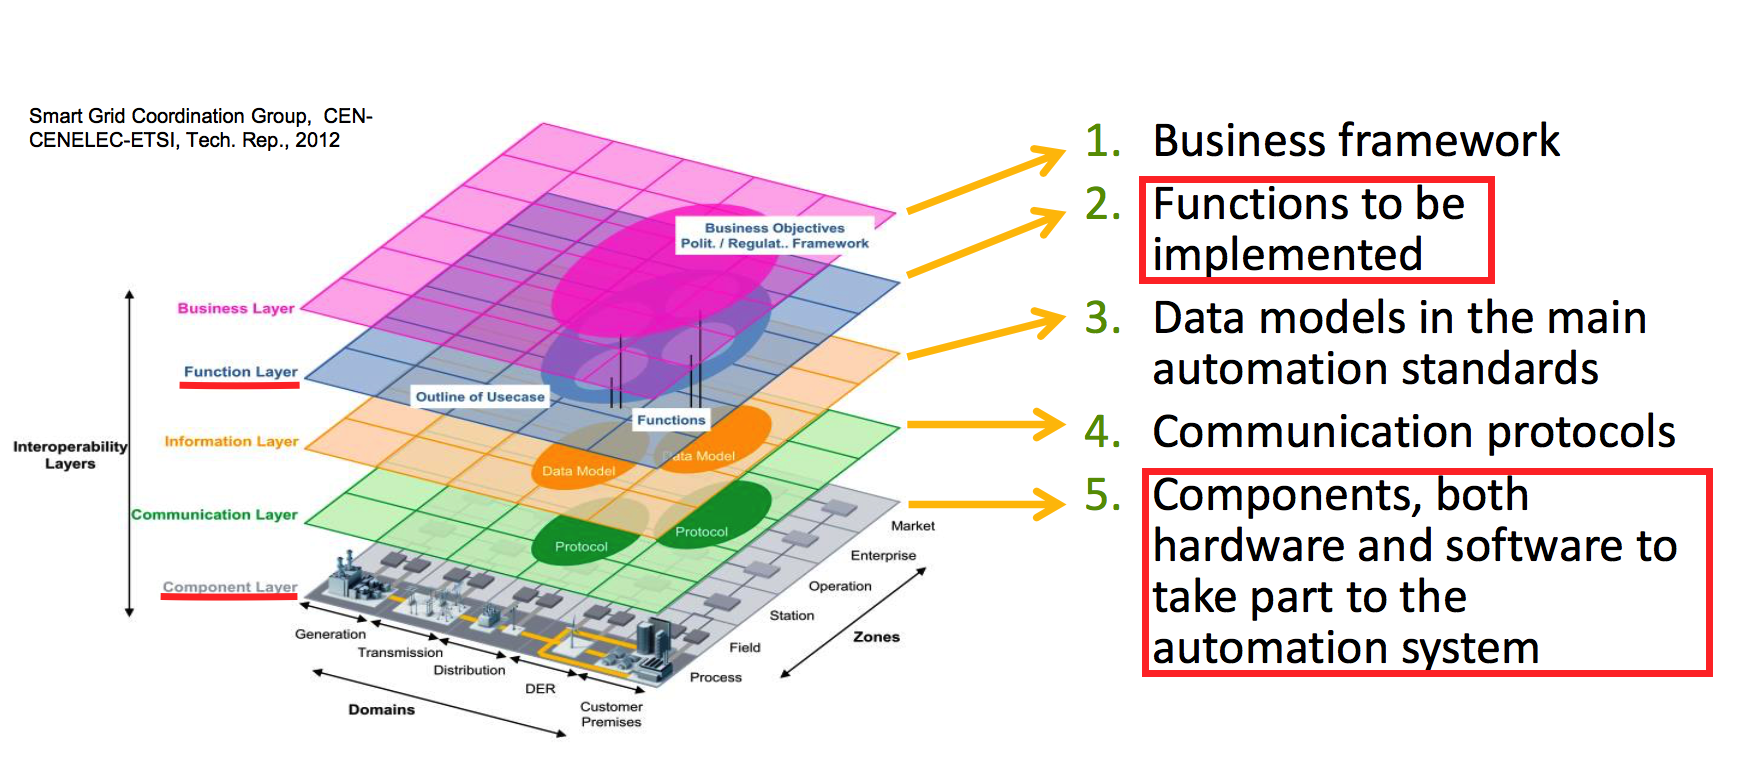 Smart Grid Coordination Group, CEN-
CENELEC-ETSI, Tech. Rep., 2012
Business Objectives
Polit. / Regulat.. Framework
Business Layer
Function Layer
Outline of Usecase
Functions
Interoperability
Layers
Information Layer
Data Model
Data Model
Communication Layer
Protocol
Protocol
Component Layer
Market
Enterprise
Operation
Station
Field
Process
Zones
Generation
Transmission
Distribution
DER
Customer
Premises
Domains
1. Business framework
2. Functions to be
implemented
3. Data models in the main
automation standards
4. Communication protocols
5. Components, both
hardware and software to
take part to the
automation system